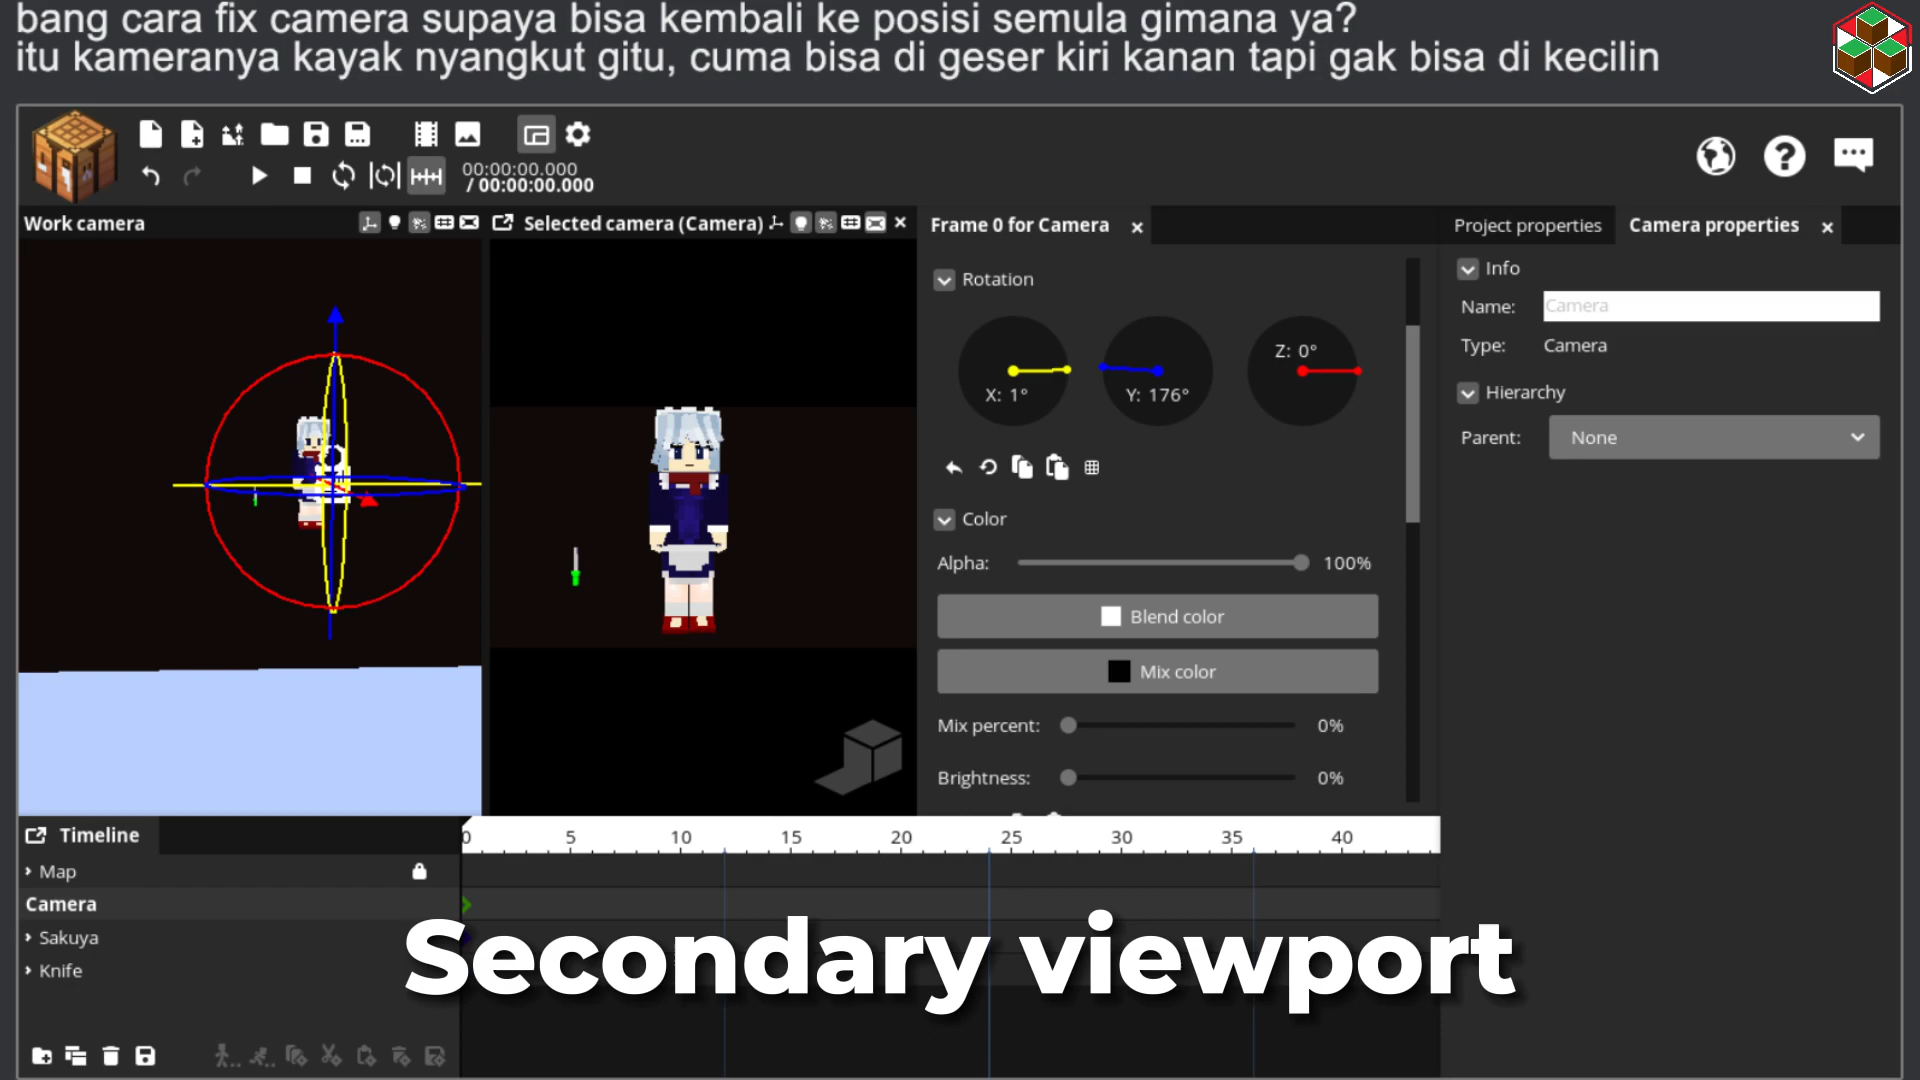 bang cara fix camera supaya bisa kembali ke posisi semula gimana ya?
itu kameranya kayak nyangkut gitu, cuma bisa di geser kiri kanan tapi gak bisa di kecilin
00:00:00.000
/ 00:00:00.000
Work camera
Selected camera (Camera)
Frame 0 for Camera
Rotation
X: 1°
Y: 176°
Z: 0°
Color
Alpha:
100%
Blend color
Mix color
Mix percent:
0%
Brightness:
0%
Project properties
Camera properties
Info
Name:
Camera
Type:
Camera
Hierarchy
Parent:
None
Timeline
0 5 10 15 20 25 30 35 40
Map
Camera
Sakuya
Knife
Secondary viewport